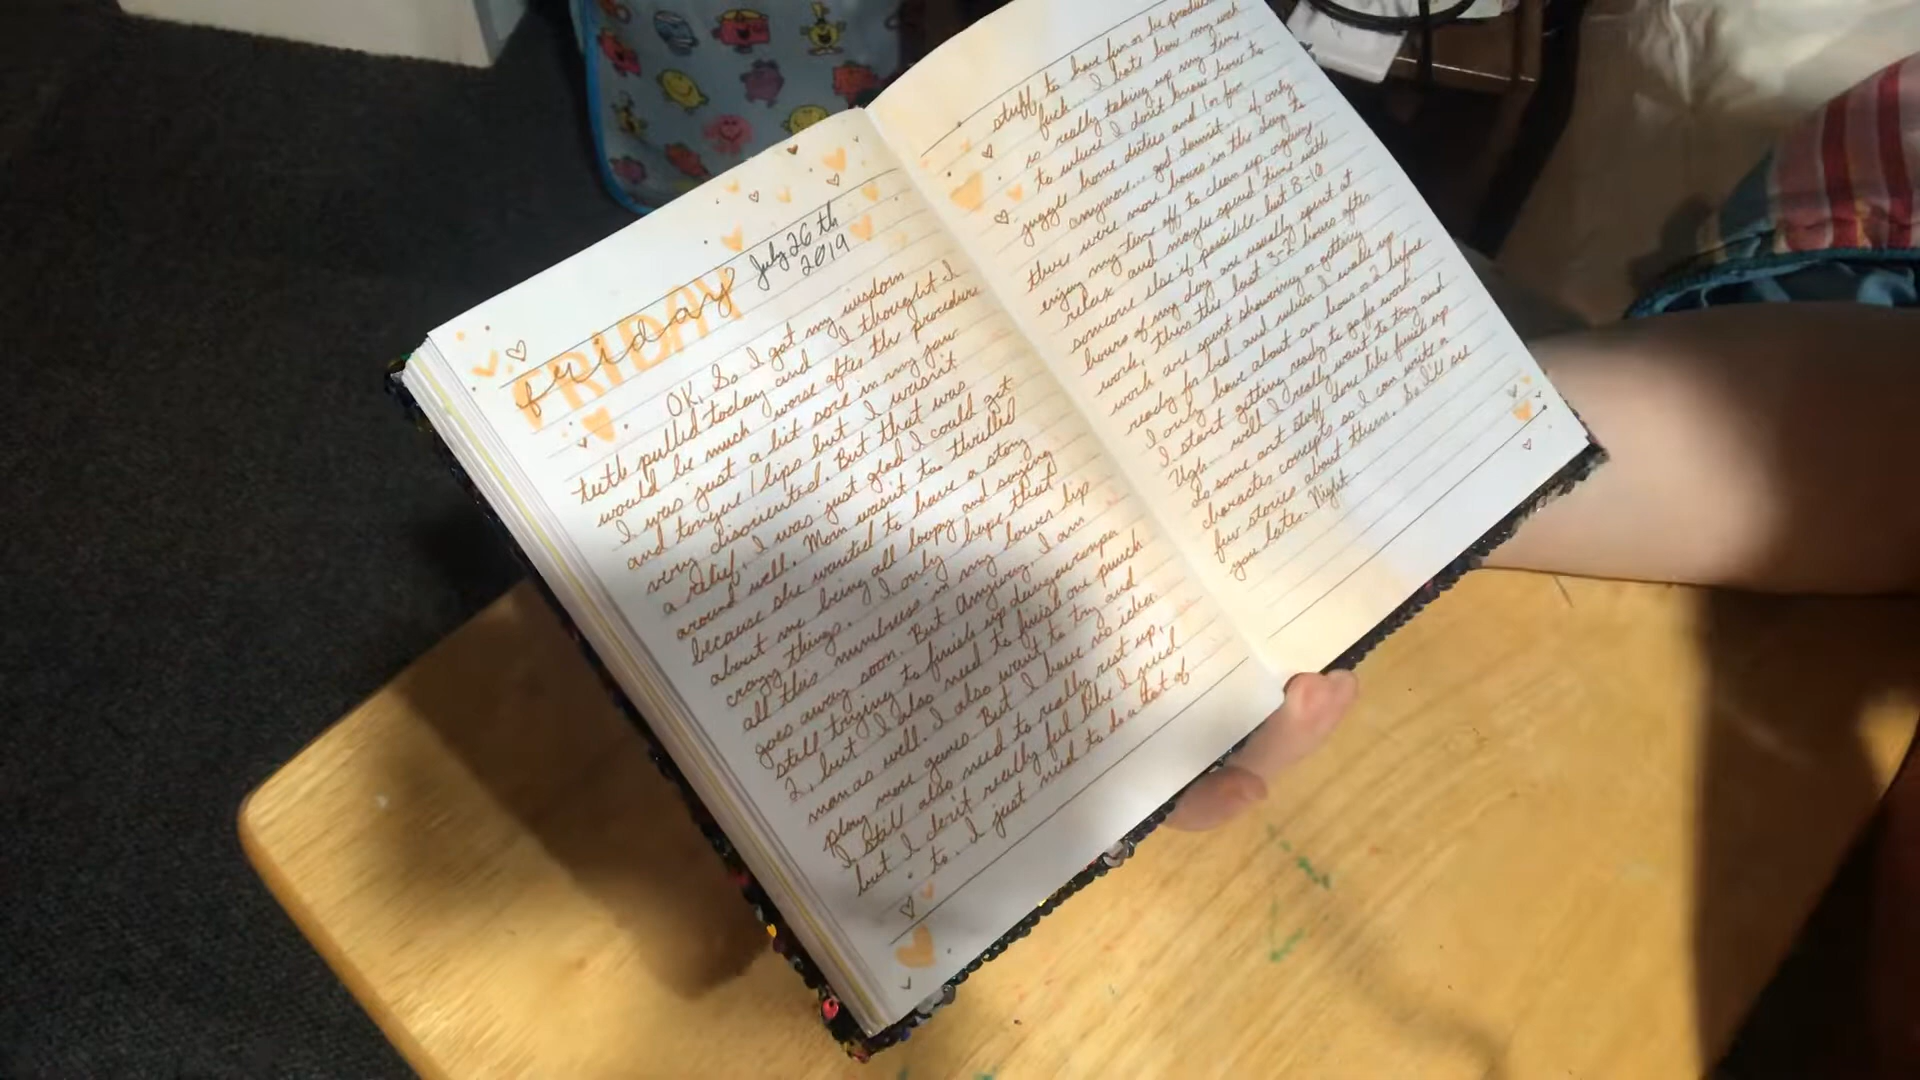 FRIDAY
friday
July 26 th
2019
OK, So I got my wisdom
teeth pulled today and I thought I
would be much worse after the procedure
I was just a bit sore in my jaw
and tongue / lips but I wasn't
very disoriented. But that was
a relief, I was just glad I could get
around well. Mom wasn't to thrilled
because she wanted to have a story
about me being all loopy and saying
crazy things. I only hope that
all this numbness in my lower lip
goes away soon. But Anyway. I am
still trying to finish up danganronpa
2, but I also need to finish one punch
man as well. I also want to try and
play more games. But I have no idea.
I still also need to really rest up,
but I don't really feel like I need
to. I just need to do a that of
stuff to have fun or be
fuck... I hate how my
is really taking up my time
to where I don't know how to
juggle home duties and 1 or fun
anymore... god damit. if only
there were more hours in the day to
enjoy my time off to clean up,
relax and maybe spend time with
someone else if possible. but 8-10
hours of my day are usually spent at
work, then the last 3- hours after
work are spent showering or getting
ready for bed. and when I wake up
I only have about an hour or 2 before
I start getting ready to go to work.
Ugh... well I really want to try and
do some art stuff done like finish up
character concepts so I can write a
few stories about them. So I'll see
you later. Night.